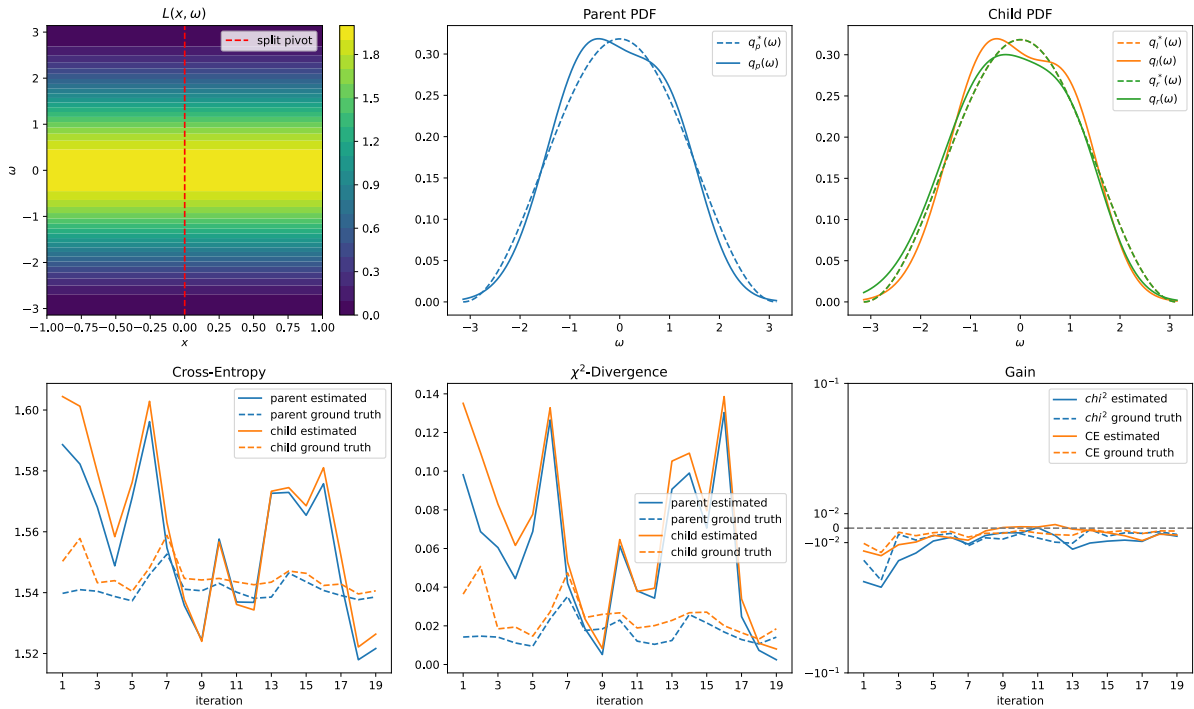 L(x, ω)
split pivot
3
2
1
0
−1
−2
−3
ω
−1.00 −0.75 −0.50 −0.25 0.00 0.25 0.50 0.75 1.00
x
1.8
1.5
1.2
0.9
0.6
0.3
0.0
Parent PDF
q*p(ω)
qp(ω)
0.30
0.25
0.20
0.15
0.10
0.05
0.00
−3 −2 −1 0 1 2 3
ω
Child PDF
q*l(ω)
ql(ω)
q*r(ω)
qr(ω)
0.30
0.25
0.20
0.15
0.10
0.05
0.00
−3 −2 −1 0 1 2 3
ω
Cross-Entropy
parent estimated
parent ground truth
child estimated
child ground truth
1.60
1.58
1.56
1.54
1.52
1 3 5 7 9 11 13 15 17 19
iteration
χ²-Divergence
parent estimated
parent ground truth
child estimated
child ground truth
0.14
0.12
0.10
0.08
0.06
0.04
0.02
0.00
1 3 5 7 9 11 13 15 17 19
iteration
Gain
chi² estimated
chi² ground truth
CE estimated
CE ground truth
10⁻¹
10⁻²
0
−10⁻²
−10⁻¹
1 3 5 7 9 11 13 15 17 19
iteration